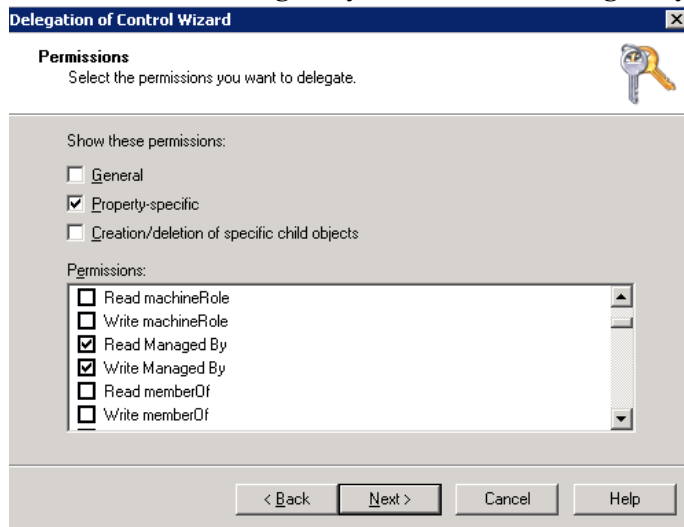 Delegation of Control Wizard
Permissions
Select the permissions you want to delegate.
Show these permissions:
General
Property-specific
Creation/deletion of specific child objects
Permissions:
Read machineRole
Write machineRole
Read Managed By
Write Managed By
Read memberOf
Write memberOf
< Back Next > Cancel Help